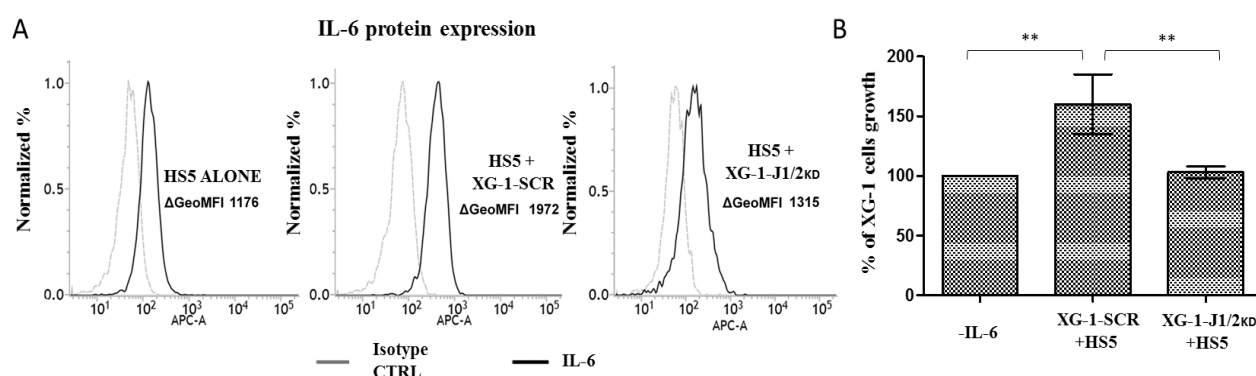 A
IL-6 protein expression
Normalized %
1.0
0.5
0.0
HS5 ALONE
ΔGeoMFI 1176
10¹ 10² 10³ 10⁴ 10⁵
APC-A
Normalized %
1.0
0.5
0.0
HS5 +
XG-1-SCR
ΔGeoMFI 1972
10¹ 10² 10³ 10⁴ 10⁵
APC-A
Normalized %
1.0
0.5
0.0
HS5 +
XG-1-J1/2KD
ΔGeoMFI 1315
10¹ 10² 10³ 10⁴ 10⁵
APC-A
Isotype
CTRL
IL-6
B
** **
% of XG-1 cells growth
200
150
100
50
0
-IL-6
XG-1-SCR
+HS5
XG-1-J1/2KD
+HS5